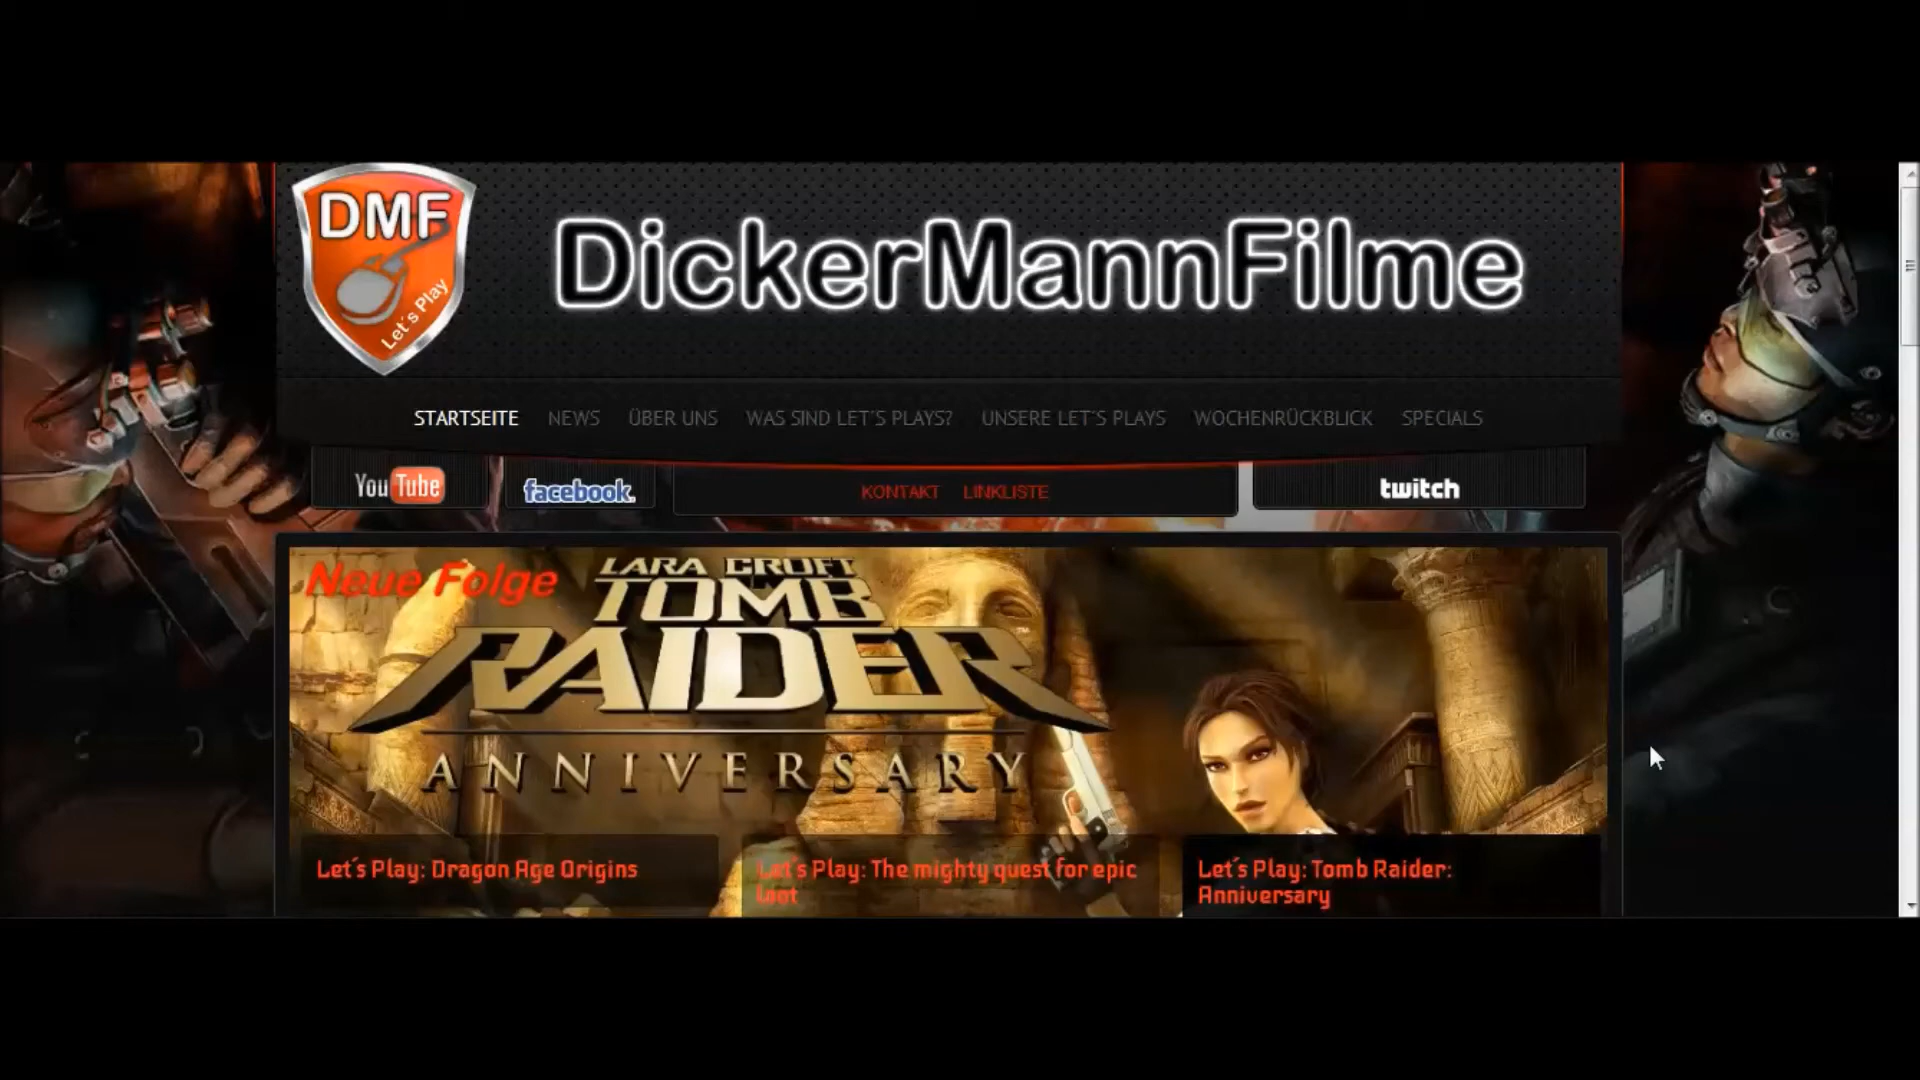 DMF
Let´s Play
DickerMannFilme
STARTSEITE NEWS ÜBER UNS WAS SIND LET´S PLAYS? UNSERE LET´S PLAYS WOCHENRÜCKBLICK SPECIALS
YouTube facebook. KONTAKT LINKLISTE twitch
Neue Folge
LARA CROFT
TOMB
RAIDER
ANNIVERSARY
Let´s Play: Dragon Age Origins
Let´s Play: The mighty quest for epic
loot
Let´s Play: Tomb Raider:
Anniversary